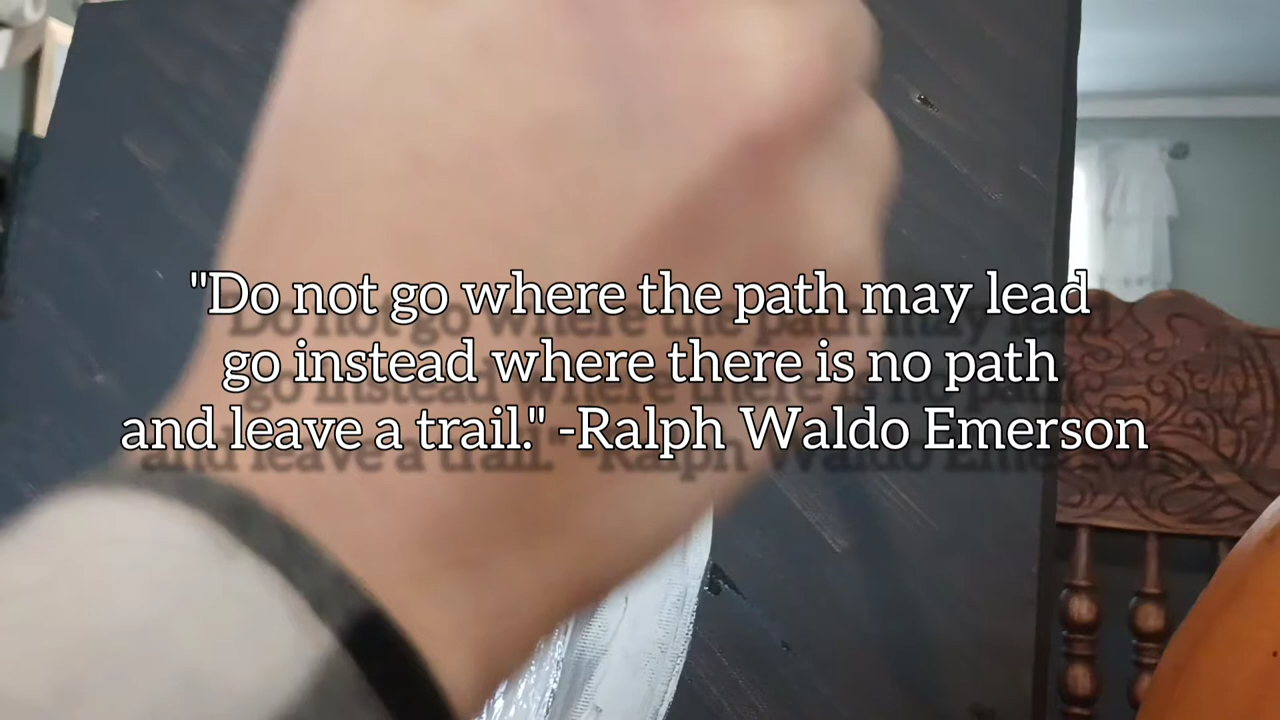 "Do not go where the path may lead
go instead where there is no path
and leave a trail." -Ralph Waldo Emerson